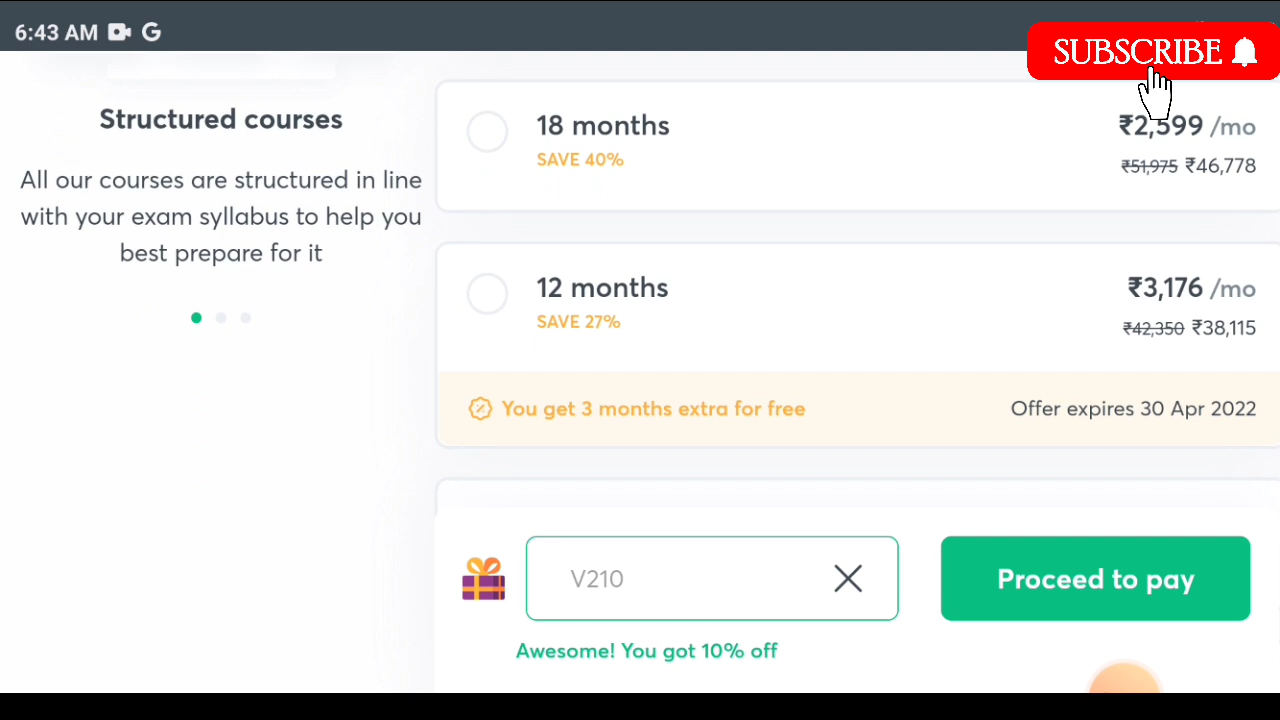 6:43 AM G
SUBSCRIBE
Structured courses
All our courses are structured in line
with your exam syllabus to help you
best prepare for it
18 months
SAVE 40%
₹2,599 /mo
₹51,975 ₹46,778
12 months
SAVE 27%
₹3,176 /mo
₹42,350 ₹38,115
You get 3 months extra for free
Offer expires 30 Apr 2022
V210
Proceed to pay
Awesome! You got 10% off